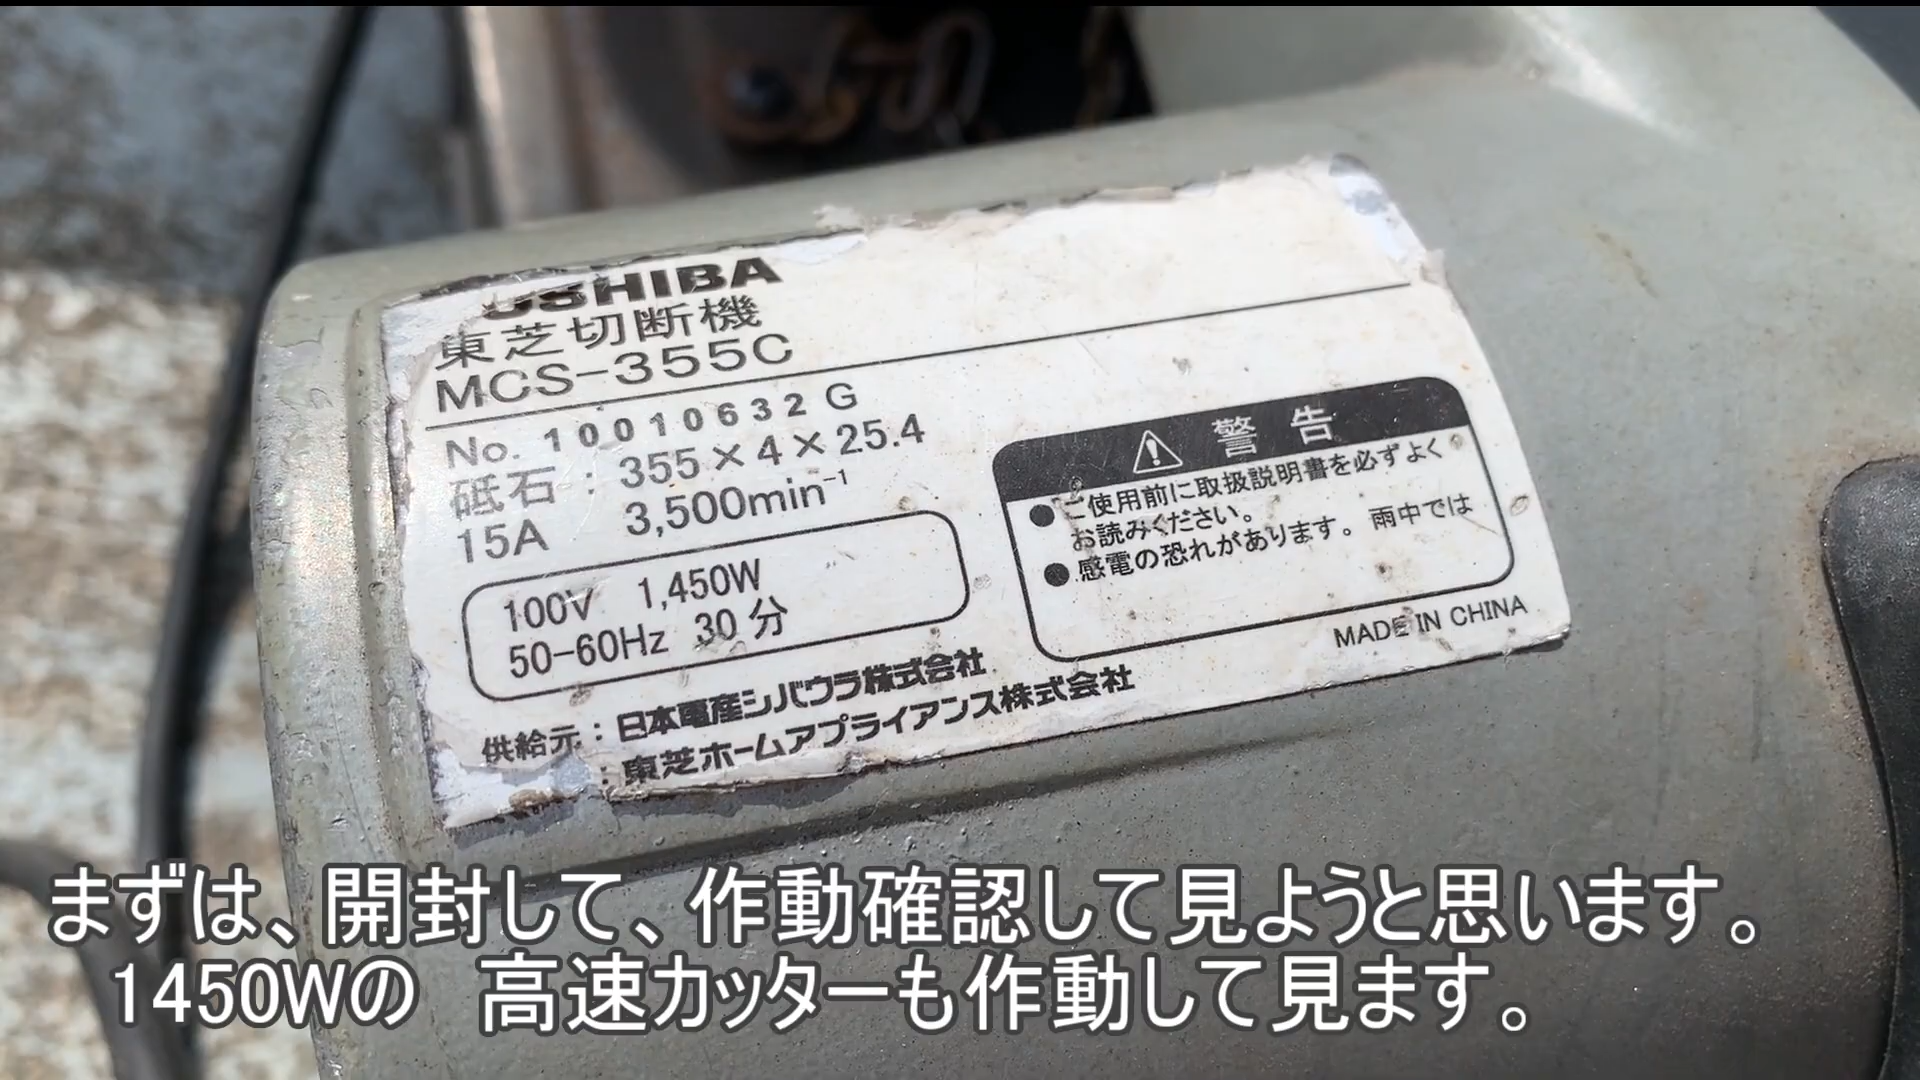 TOSHIBA
東芝切断機
MCS-355C
No. 10010632G
砥石：355×4×25.4
15A 3,500min⁻¹
100V 1,450W
50-60Hz 30分
供給元：日本電産シバウラ株式会社
：東芝ホームアプライアンス株式会社
⚠ 警告
●ご使用前に取扱説明書を必ずよく
お読みください。
●感電の恐れがあります。雨中では
MADE IN CHINA
まずは、開封して、作動確認して見ようと思います。
1450Wの 高速カッターも作動して見ます。